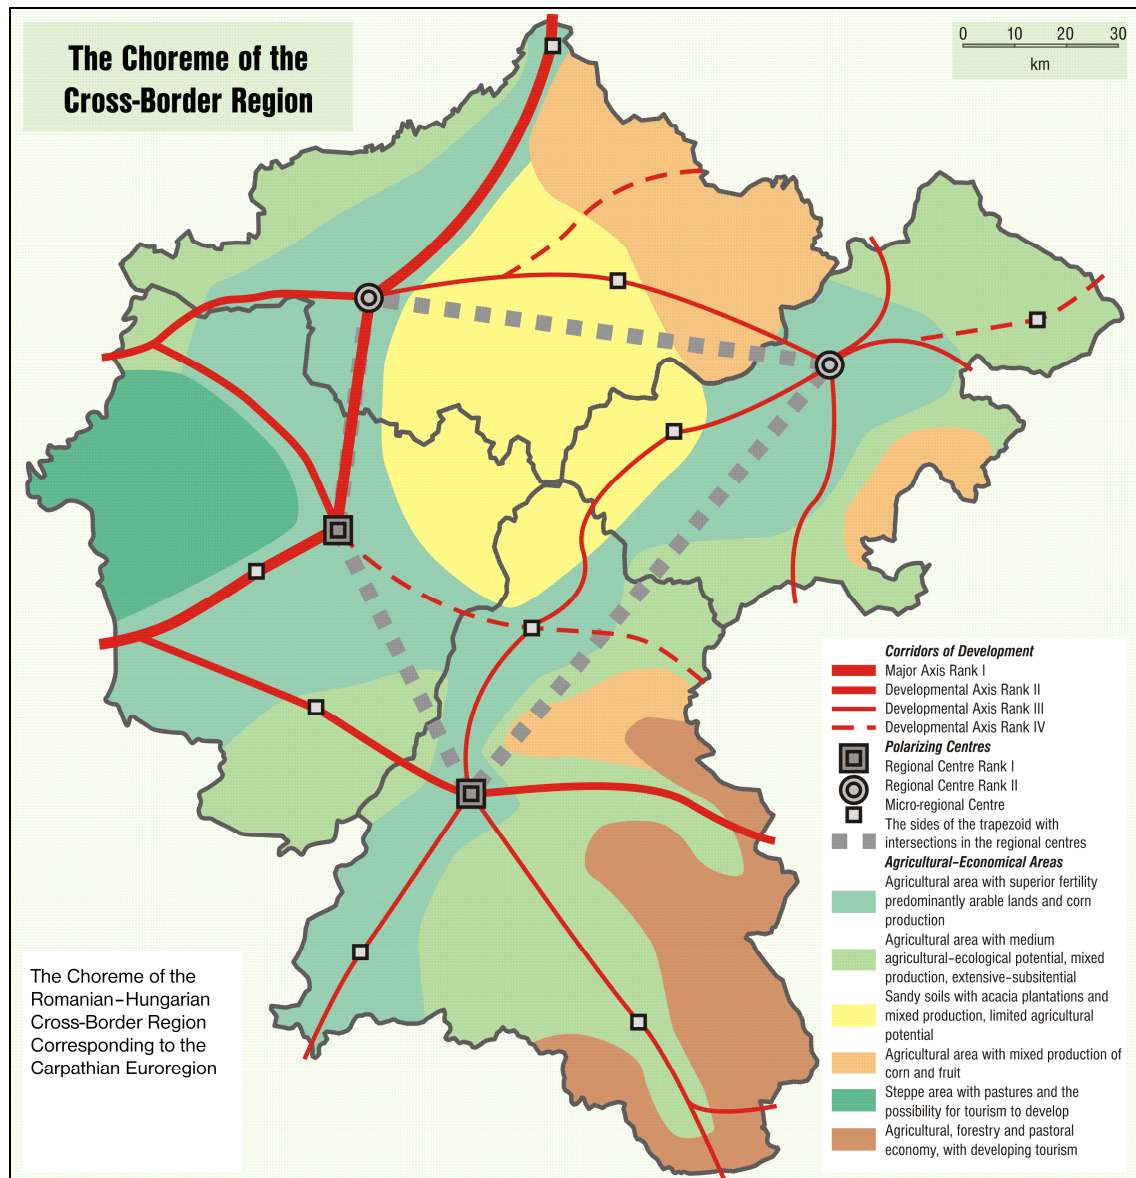 The Choreme of the
Cross-Border Region
0 10 20 30
km
Corridors of Development
Major Axis Rank I
Developmental Axis Rank II
Developmental Axis Rank III
Developmental Axis Rank IV
Polarizing Centres
Regional Centre Rank I
Regional Centre Rank II
Micro-regional Centre
The sides of the trapezoid with
intersections in the regional centres
Agricultural-Economical Areas
Agricultural area with superior fertility
predominantly arable lands and corn
production
Agricultural area with medium
agricultural-ecological potential, mixed
production, extensive-subsitential
Sandy soils with acacia plantations and
mixed production, limited agricultural
potential
Agricultural area with mixed production of
corn and fruit
Steppe area with pastures and the
possibility for tourism to develop
Agricultural, forestry and pastoral
economy, with developing tourism
The Choreme of the
Romanian-Hungarian
Cross-Border Region
Corresponding to the
Carpathian Euroregion